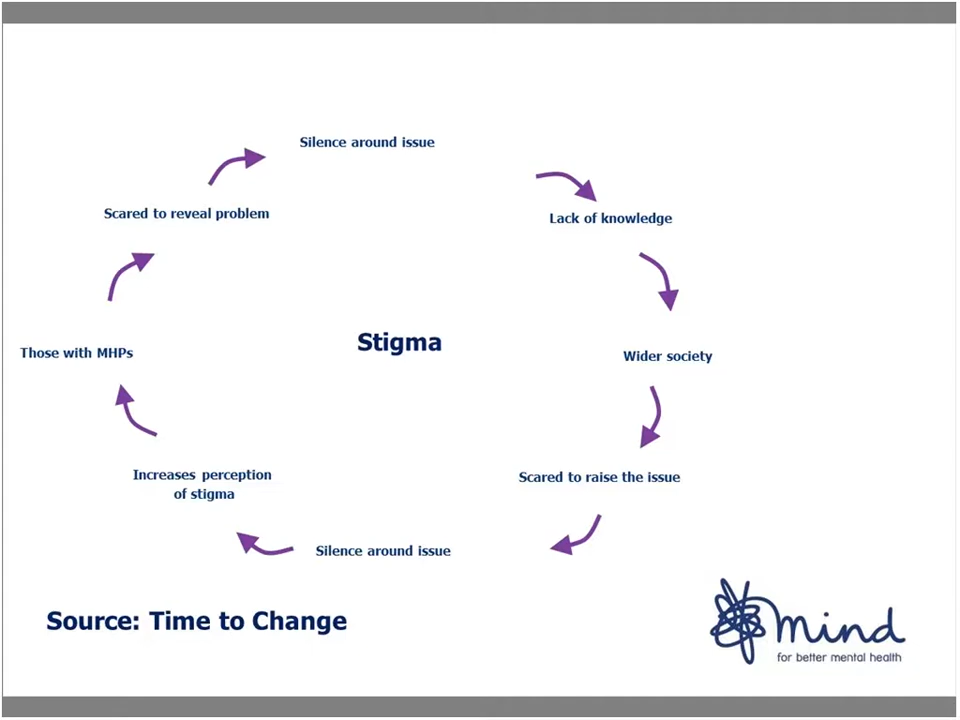 Silence around issue
Scared to reveal problem
Lack of knowledge
Stigma
Those with MHPs
Wider society
Increases perception
of stigma
Scared to raise the issue
Silence around issue
Source: Time to Change
mind
for better mental health